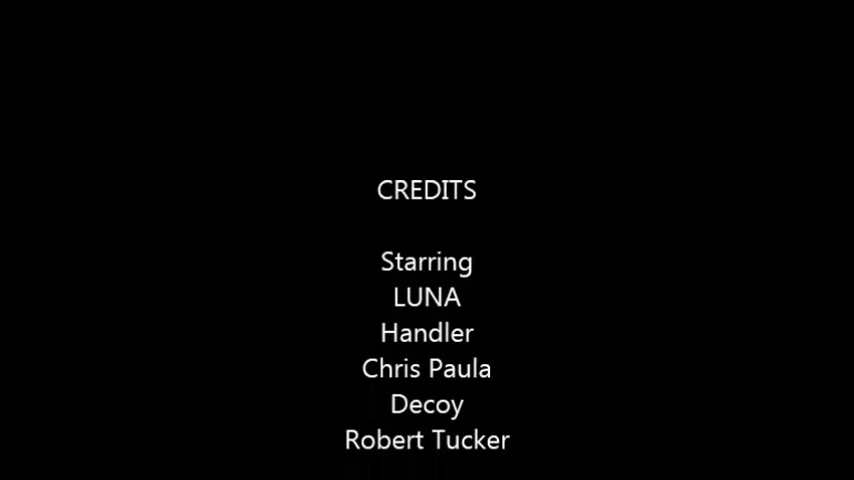 CREDITS
Starring
LUNA
Handler
Chris Paula
Decoy
Robert Tucker